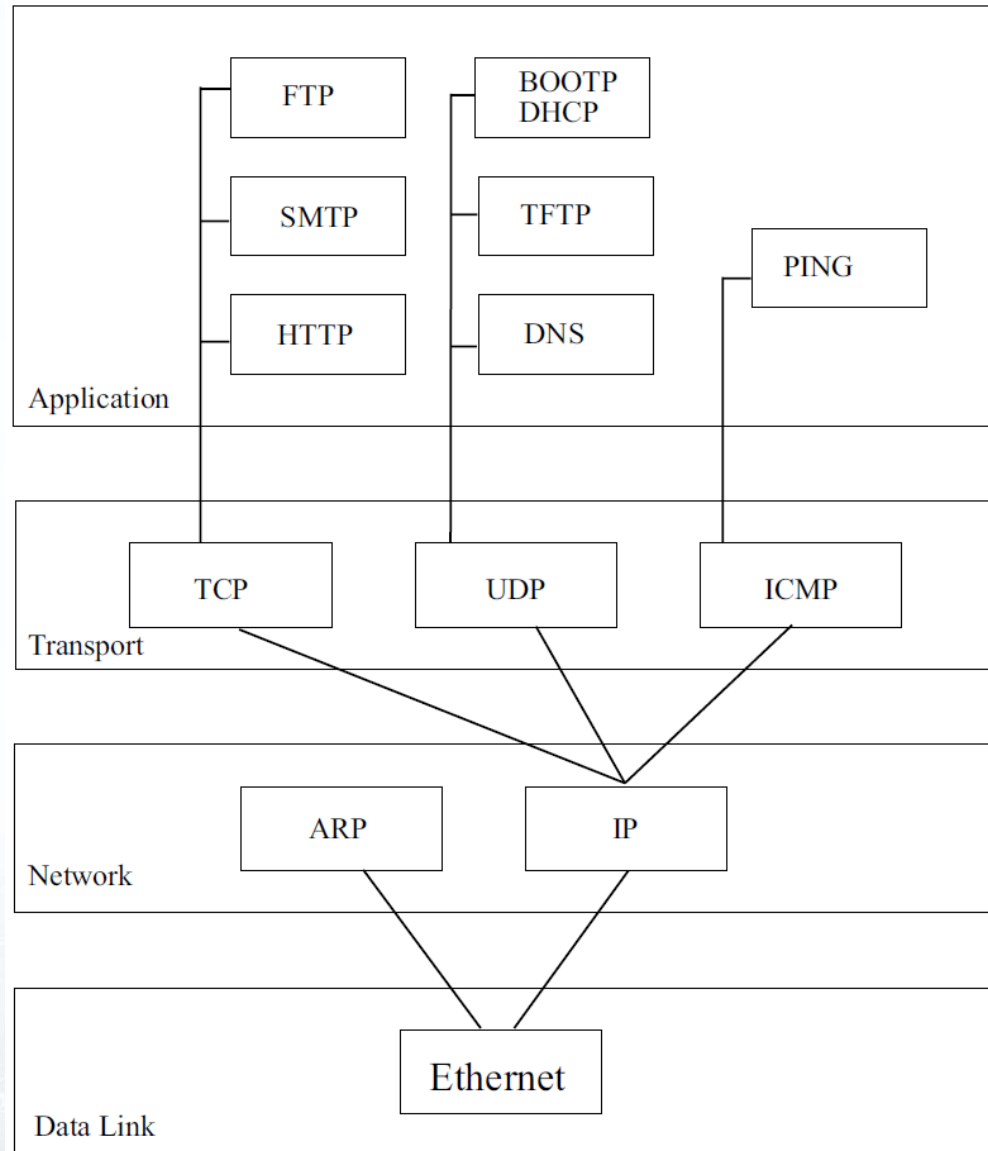 FTP
BOOTP
DHCP
SMTP
TFTP
PING
HTTP
DNS
Application
TCP
UDP
ICMP
Transport
ARP
IP
Network
Ethernet
Data Link